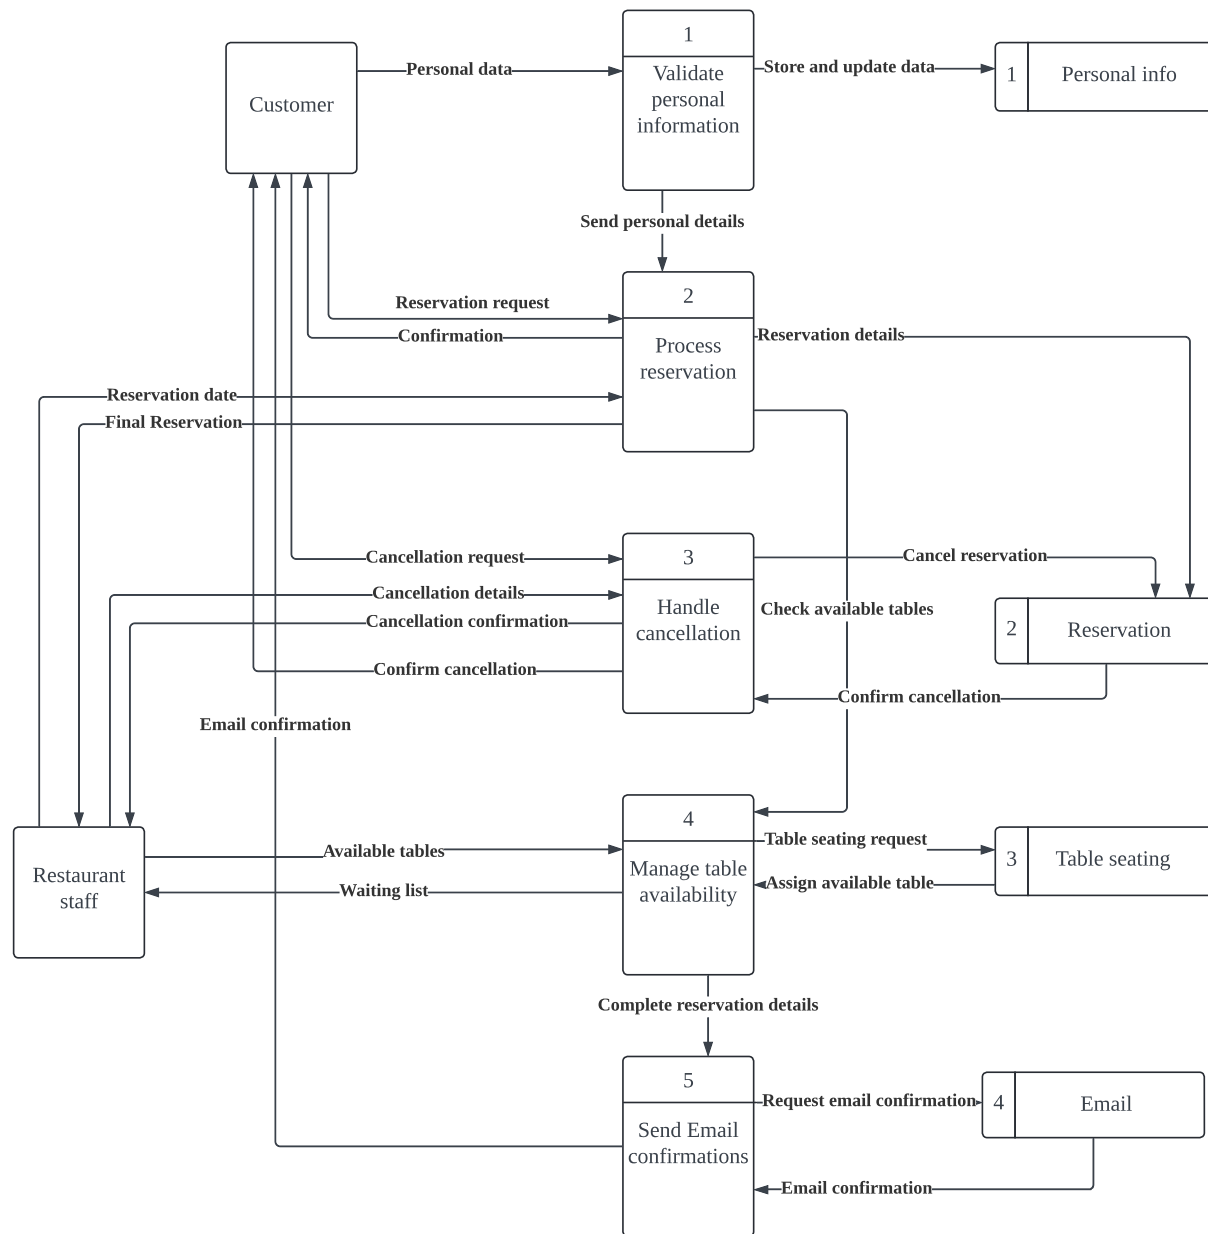 1
Customer
Personal data
Validate
personal
information
Store and update data
1
Personal info
Send personal details
2
Reservation request
Confirmation
Process
reservation
Reservation details
Reservation date
Final Reservation
3
Cancellation request
Cancel reservation
Cancellation details
Cancellation confirmation
Handle
cancellation
Check available tables
2
Reservation
Confirm cancellation
Confirm cancellation
Email confirmation
4
Restaurant
staff
Available tables
Waiting list
Manage table
availability
Table seating request
Assign available table
3
Table seating
Complete reservation details
5
Send Email
confirmations
Request email confirmation
4
Email
Email confirmation